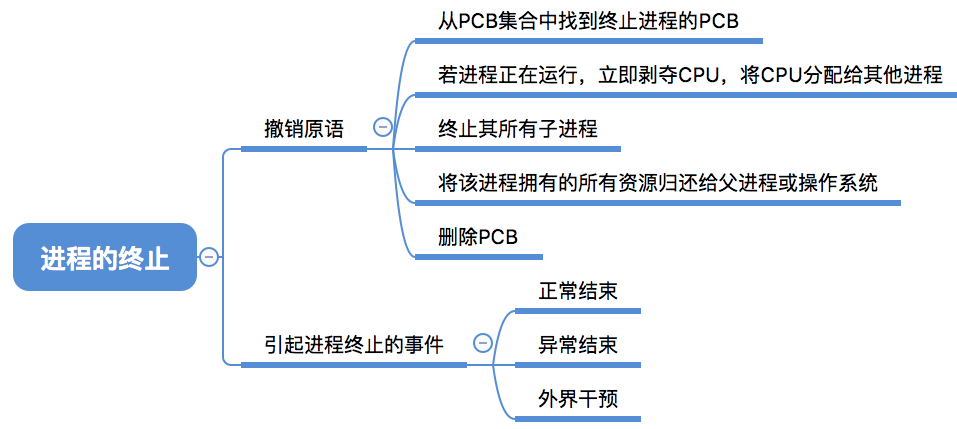 进程的终止
撤销原语
从PCB集合中找到终止进程的PCB
若进程正在运行，立即剥夺CPU，将CPU分配给其他进程
终止其所有子进程
将该进程拥有的所有资源归还给父进程或操作系统
删除PCB
引起进程终止的事件
正常结束
异常结束
外界干预